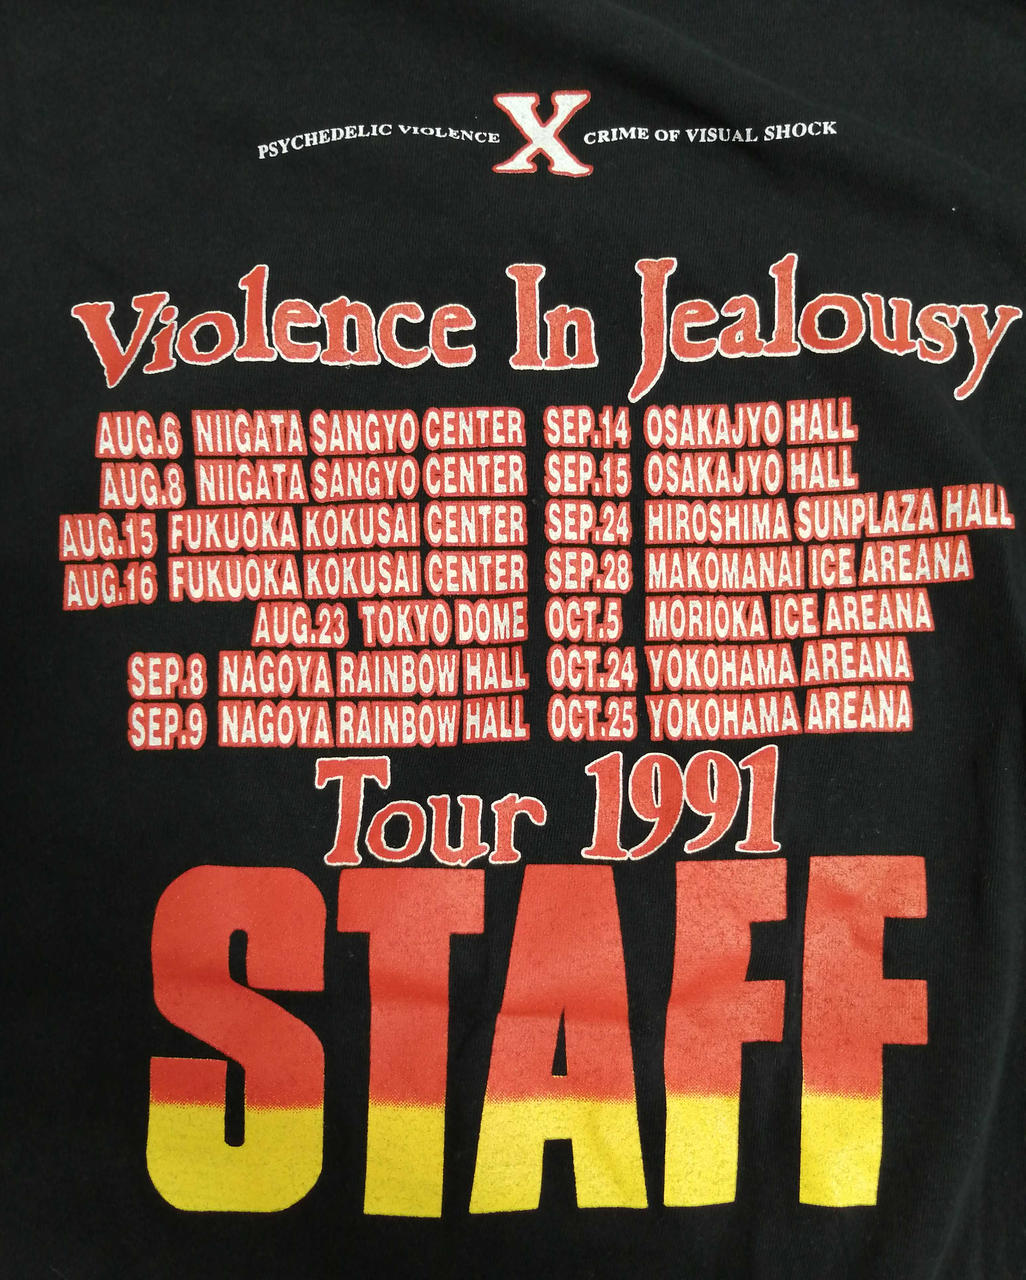 PSYCHEDELIC VIOLENCE X CRIME OF VISUAL SHOCK
Violence In Jealousy
AUG.6 NIIGATA SANGYO CENTER
AUG.8 NIIGATA SANGYO CENTER
AUG.15 FUKUOKA KOKUSAI CENTER
AUG.16 FUKUOKA KOKUSAI CENTER
AUG.23 TOKYO DOME
SEP.8 NAGOYA RAINBOW HALL
SEP.9 NAGOYA RAINBOW HALL
SEP.14 OSAKAJYO HALL
SEP.15 OSAKAJYO HALL
SEP.24 HIROSHIMA SUNPLAZA HALL
SEP.28 MAKOMANAI ICE AREANA
OCT.5 MORIOKA ICE AREANA
OCT.24 YOKOHAMA AREANA
OCT.25 YOKOHAMA AREANA
Tour 1991
STAFF